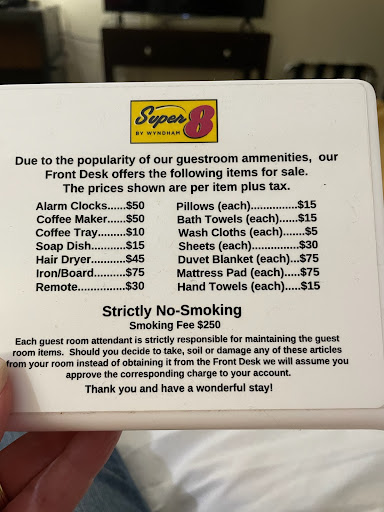 Super 8
BY WYNDHAM
Due to the popularity of our guestroom ammenities, our
Front Desk offers the following items for sale.
The prices shown are per item plus tax.
Alarm Clocks......$50 Pillows (each)................$15
Coffee Maker......$50 Bath Towels (each)......$15
Coffee Tray.........$10 Wash Cloths (each).......$5
Soap Dish...........$15 Sheets (each)................$30
Hair Dryer...........$45 Duvet Blanket (each)...$75
Iron/Board..........$75 Mattress Pad (each).....$75
Remote...............$30 Hand Towels (each).....$15
Strictly No-Smoking
Smoking Fee $250
Each guest room attendant is strictly responsible for maintaining the guest
room items. Should you decide to take, soil or damage any of these articles
from your room instead of obtaining it from the Front Desk we will assume you
approve the corresponding charge to your account.
Thank you and have a wonderful stay!